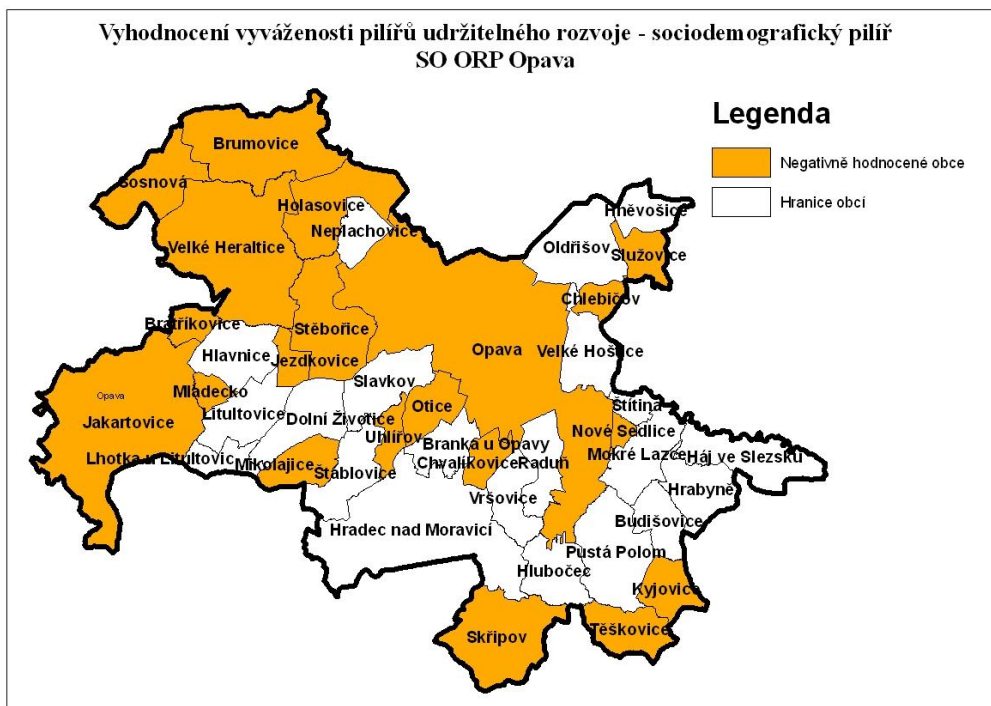 Vyhodnocení vyváženosti pilířů udržitelného rozvoje - sociodemografický pilíř
SO ORP Opava
Legenda
Negativně hodnocené obce
Hranice obcí
Brumovice
Sosnová
Holasovice
Neplachovice
Velké Heraltice
Hněvošice
Oldřišov
Služovice
Chlebičov
Bratříkovice
Stěbořice
Hlavnice
Jezdkovice
Opava
Velké Hoštice
Slavkov
Opava
Mladecko
Jakartovice
Litultovice
Dolní Životice
Otice
Štítina
Uhlířov
Nové Sedlice
Branka u Opavy
Mokré Lazce
Háj ve Slezsku
Lhotka u Litultovic
Mikolajice
Štáblovice
Chvalíkovice
Raduň
Hrabyně
Vršovice
Budišovice
Hradec nad Moravicí
Pustá Polom
Hlubočec
Kyjovice
Skřipov
Těškovice